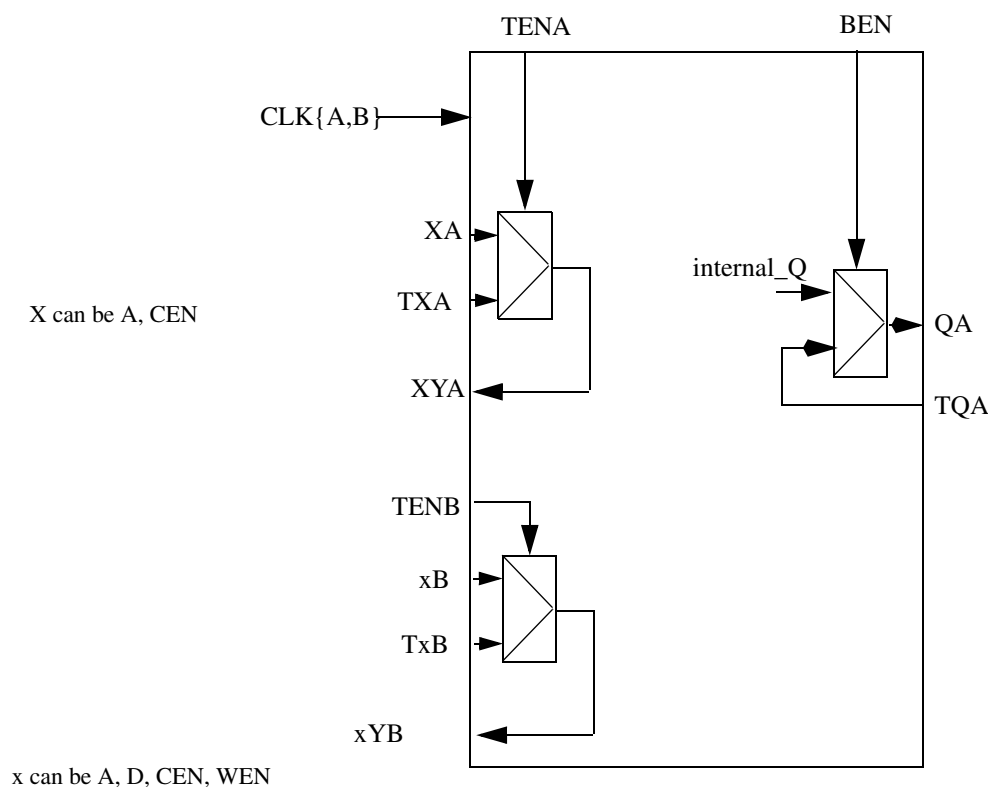 TENA
BEN
CLK{A,B}
XA
internal_Q
TXA
X can be A, CEN
QA
XYA
TQA
TENB
xB
TxB
xYB
x can be A, D, CEN, WEN